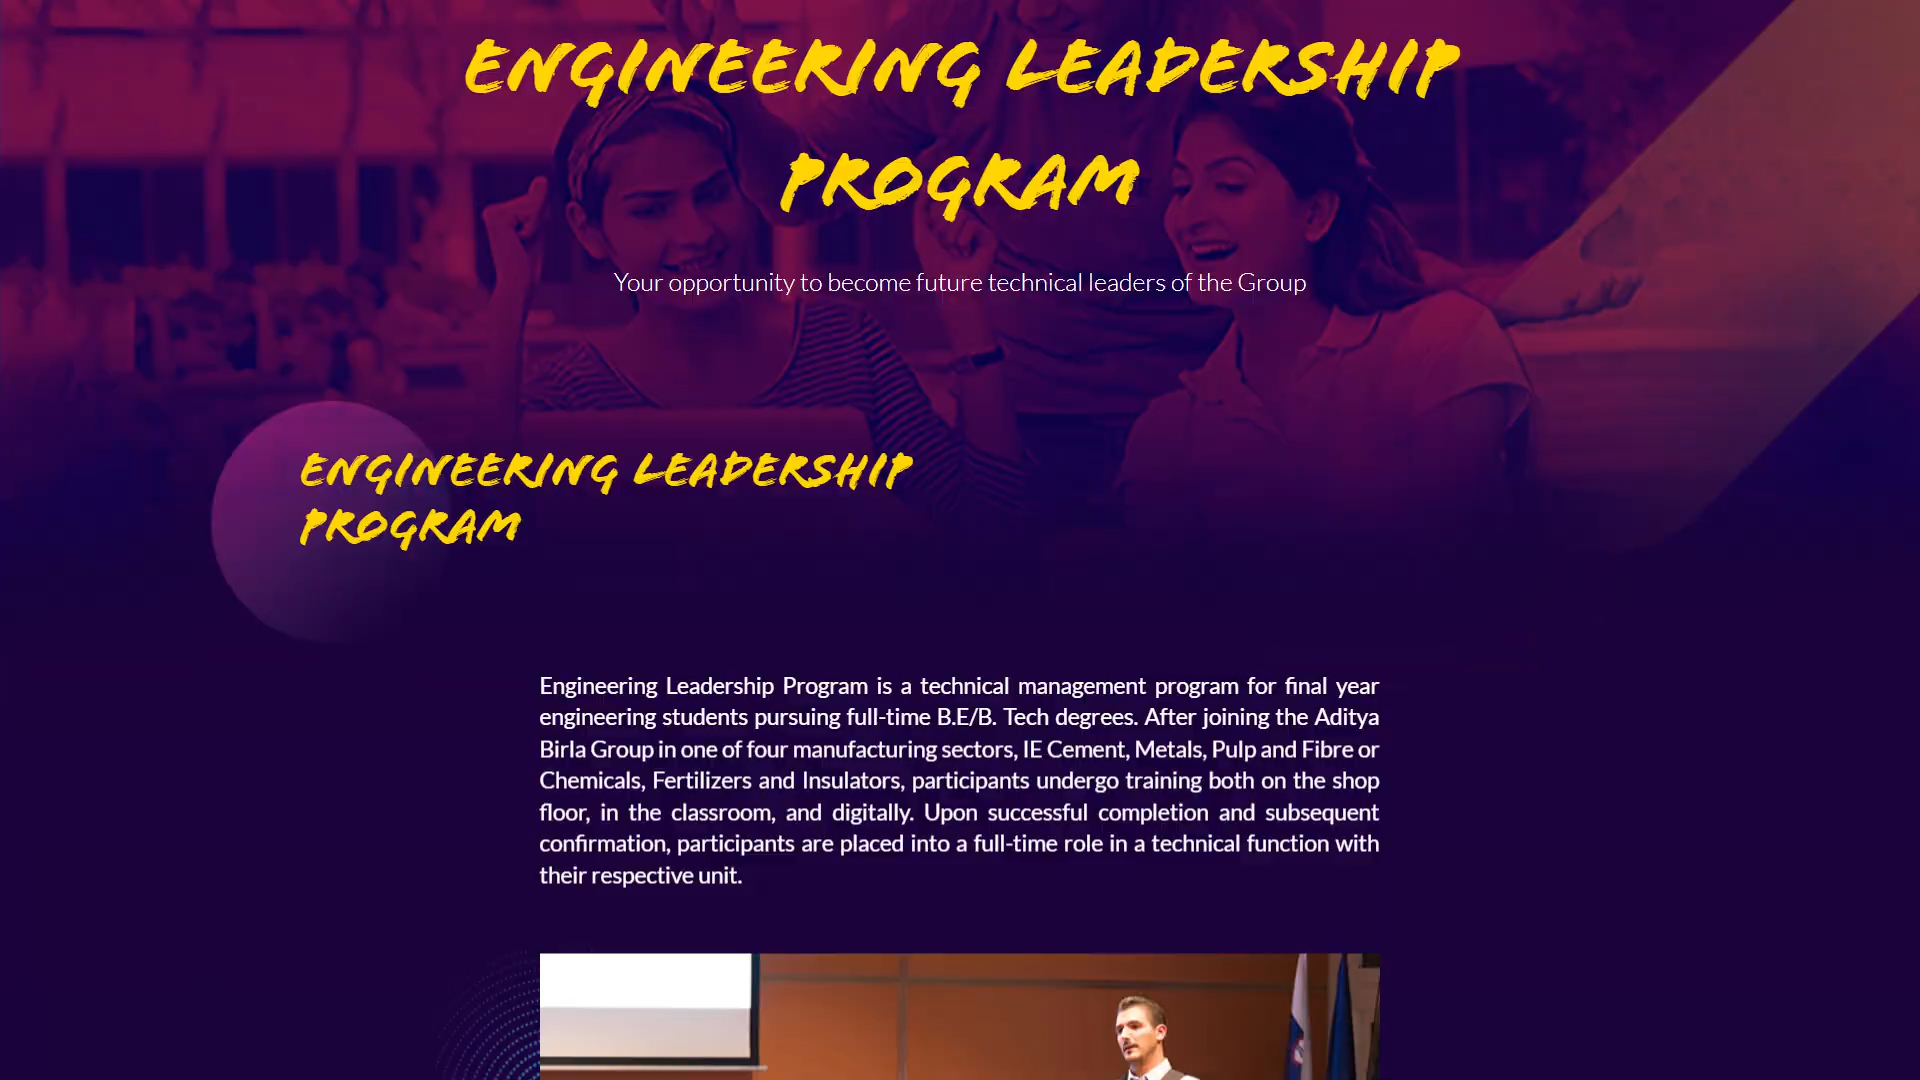 ENGINEERING LEADERSHIP
PROGRAM
Your opportunity to become future technical leaders of the Group
ENGINEERING LEADERSHIP
PROGRAM
Engineering Leadership Program is a technical management program for final year
engineering students pursuing full-time B.E/B. Tech degrees. After joining the Aditya
Birla Group in one of four manufacturing sectors, IE Cement, Metals, Pulp and Fibre or
Chemicals, Fertilizers and Insulators, participants undergo training both on the shop
floor, in the classroom, and digitally. Upon successful completion and subsequent
confirmation, participants are placed into a full-time role in a technical function with
their respective unit.